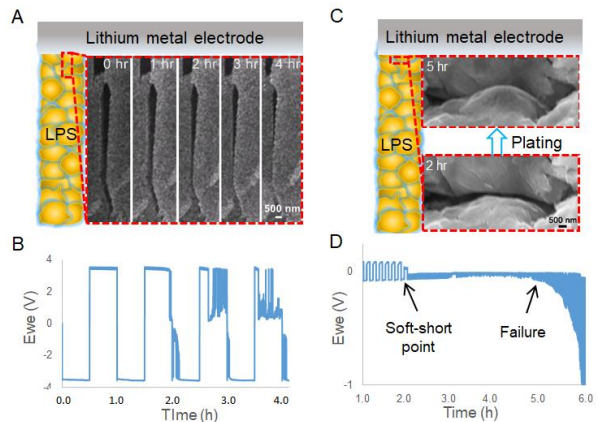 A
Lithium metal electrode
0 hr
1 hr
2 hr
3 hr
4 hr
LPS
500 nm
B
Ewe (V)
4
2
0
-2
-4
0.0
1.0
2.0
3.0
4.0
TIme (h)
C
Lithium metal electrode
5 hr
LPS
Plating
2 hr
500 nm
D
Ewe (V)
0
-1
Soft-short
point
Failure
1.0
2.0
3.0
4.0
5.0
6.0
Time (h)